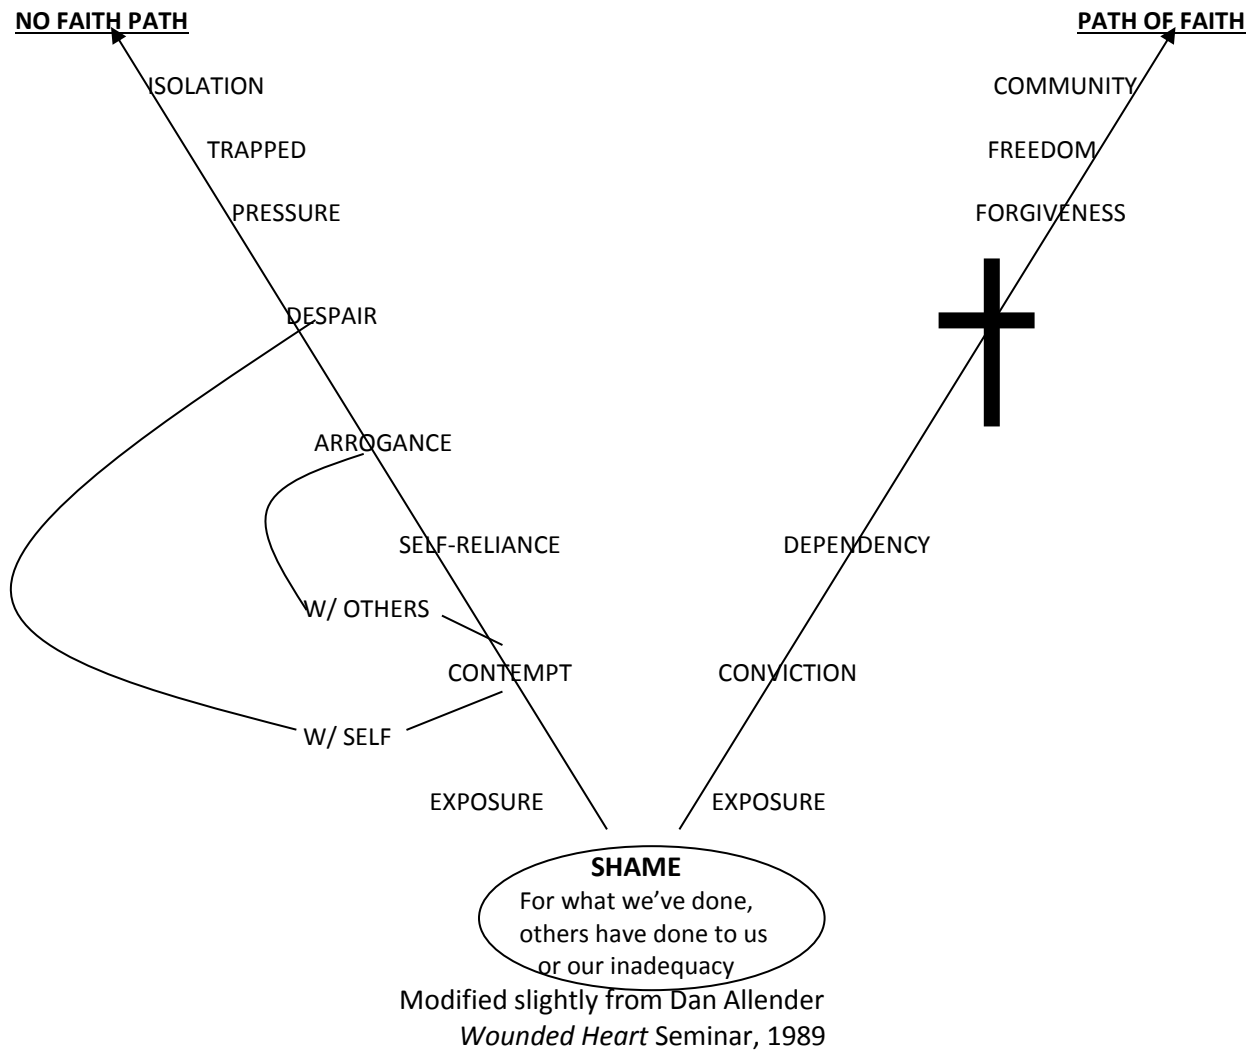 NO FAITH PATH
PATH OF FAITH
ISOLATION
COMMUNITY
TRAPPED
FREEDOM
PRESSURE
FORGIVENESS
DESPAIR
ARROGANCE
SELF-RELIANCE
DEPENDENCY
W/ OTHERS
CONTEMPT
CONVICTION
W/ SELF
EXPOSURE
EXPOSURE
SHAME
For what we’ve done,
others have done to us
or our inadequacy
Modified slightly from Dan Allender
Wounded Heart Seminar, 1989